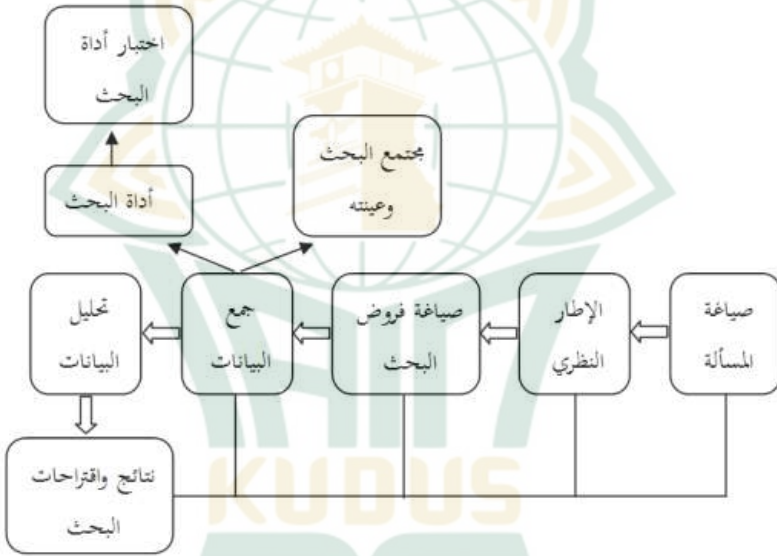 اختبار أداة
البحث
مجتمع البحث
وعينته
أداة البحث
صياغة
المسألة
الإطار
النظري
صياغة فروض
البحث
جمع
البيانات
تحليل
البيانات
نتائج واقتراحات
البحث
KUDUS